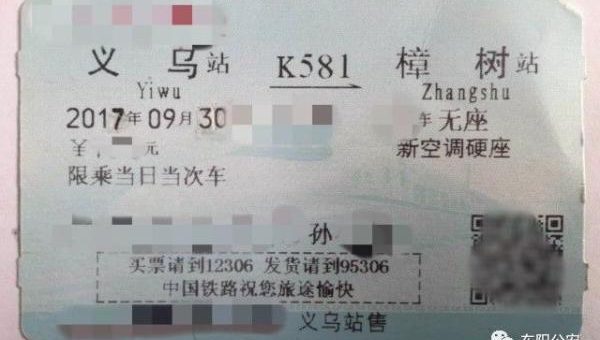 义乌站 K581 樟树站
Yiwu Zhangshu
2017年09月30 车 无座
元 新空调硬座
限乘当日当次车
孙
买票请到12306 发货请到95306
中国铁路祝您旅途愉快
义乌站售
东阳公安